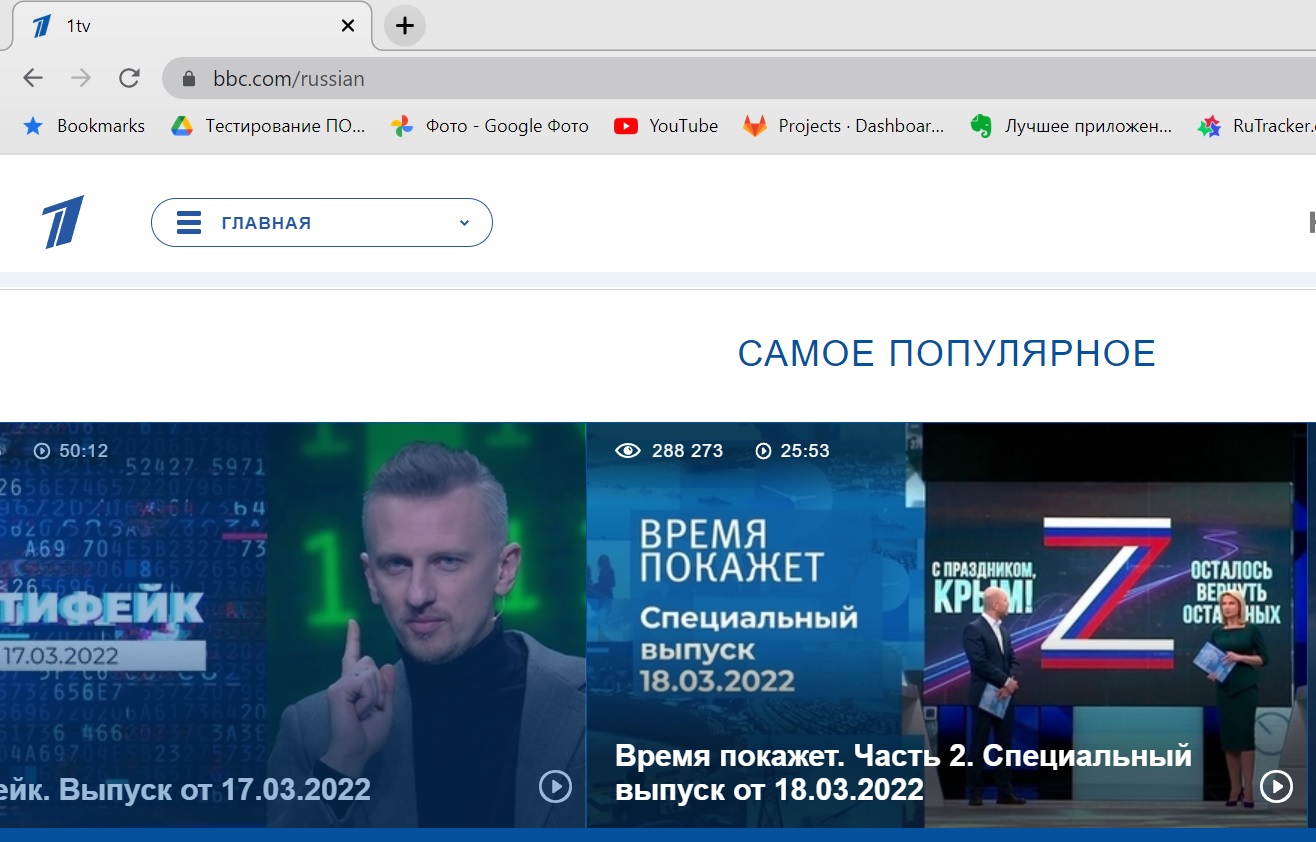 1tv
bbc.com/russian
Bookmarks
Тестирование ПО...
Фото - Google Фото
YouTube
Projects · Dashboar...
Лучшее приложен...
RuTracker.
ГЛАВНАЯ
САМОЕ ПОПУЛЯРНОЕ
50:12
52427 5971
ТИФЕЙК
17.03.2022
ейк. Выпуск от 17.03.2022
288 273
25:53
ВРЕМЯ
ПОКАЖЕТ
Специальный
выпуск
18.03.2022
С ПРАЗДНИКОМ,
КРЫМ!
Z
ОСТАЛОСЬ
ВЕРНУТЬ
ОСТАЛЬНЫХ
Время покажет. Часть 2. Специальный
выпуск от 18.03.2022